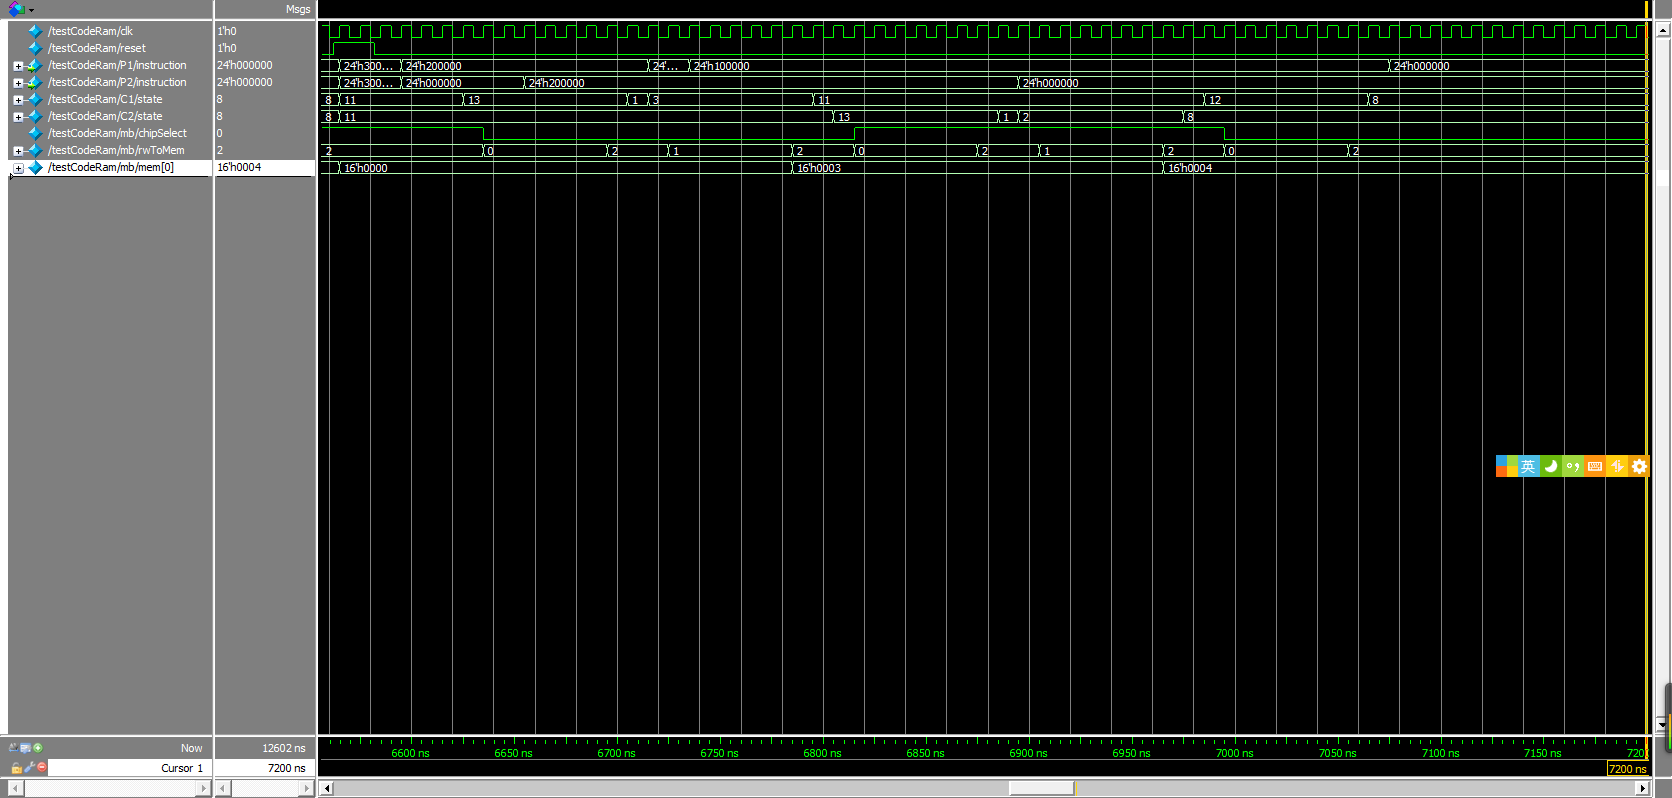 Msgs
/testCodeRam/clk 1'h0
/testCodeRam/reset 1'h0
/testCodeRam/P1/instruction 24'h000000 24'h300... 24'h200000 24'... 24'h100000 24'h000000
/testCodeRam/P2/instruction 24'h000000 24'h300... 24'h000000 24'h200000 24'h000000
/testCodeRam/C1/state 8 8 11 13 1 3 11 12 8
/testCodeRam/C2/state 8 8 11 13 1 2 8
/testCodeRam/mb/chipSelect 0
/testCodeRam/mb/rwToMem 2 2 0 2 1 2 0 2 1 2 0 2
/testCodeRam/mb/mem[0] 16'h0004 16'h0000 16'h0003 16'h0004
英
Now 12602 ns 6600 ns 6650 ns 6700 ns 6750 ns 6800 ns 6850 ns 6900 ns 6950 ns 7000 ns 7050 ns 7100 ns 7150 ns 720
Cursor 1 7200 ns 7200 ns